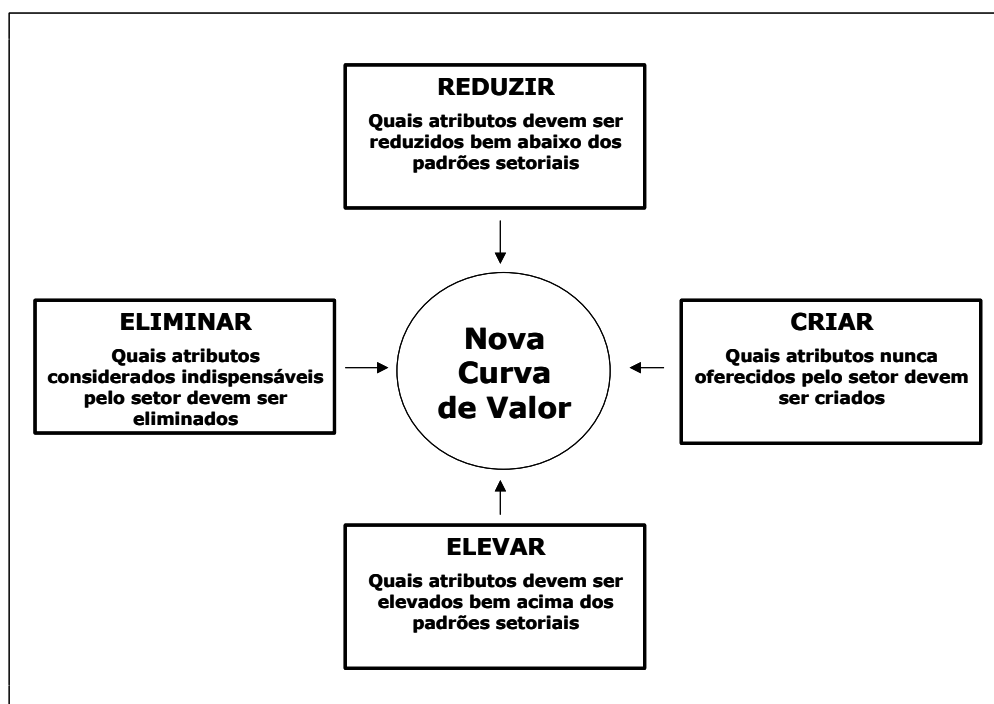 REDUZIR
Quais atributos devem ser
reduzidos bem abaixo dos
padrões setoriais
ELIMINAR
Quais atributos
considerados indispensáveis
pelo setor devem ser
eliminados
Nova
Curva
de Valor
CRIAR
Quais atributos nunca
oferecidos pelo setor devem
ser criados
ELEVAR
Quais atributos devem ser
elevados bem acima dos
padrões setoriais